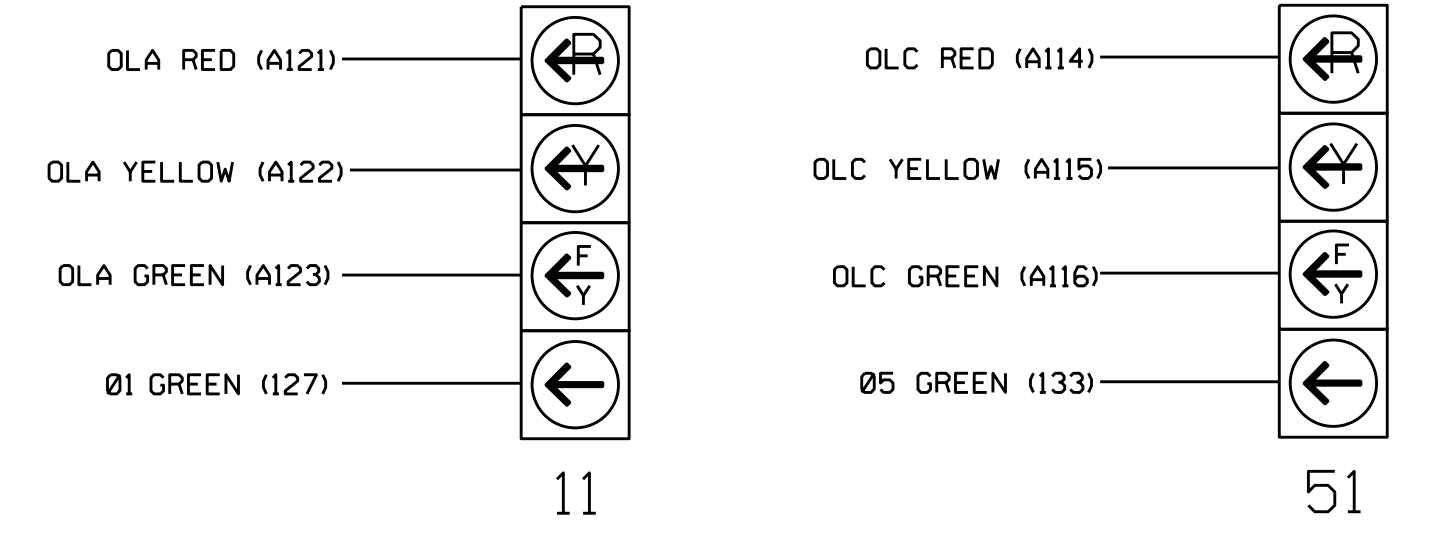 OLA RED (A121)
R
OLA YELLOW (A122)
Y
OLA GREEN (A123)
F
Y
Ø1 GREEN (127)
11
OLC RED (A114)
R
OLC YELLOW (A115)
Y
OLC GREEN (A116)
F
Y
Ø5 GREEN (133)
51